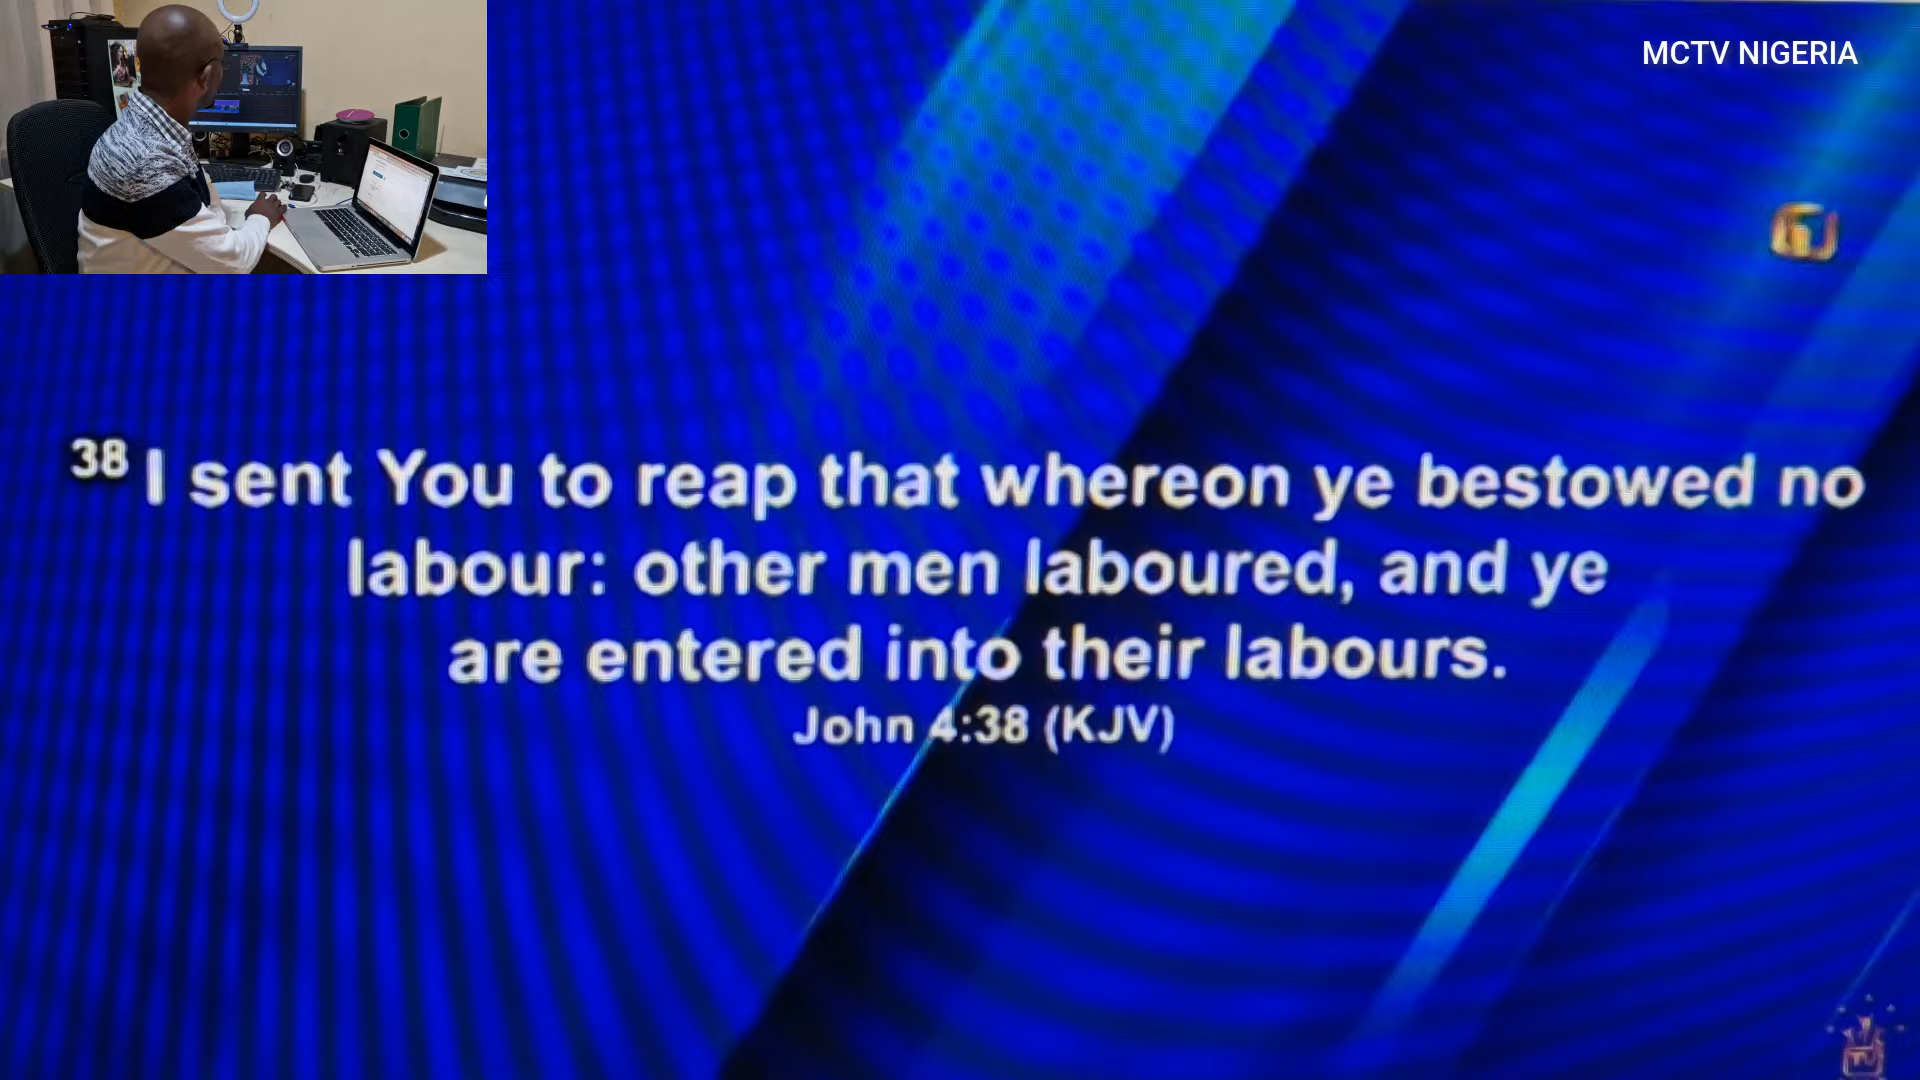 MCTV NIGERIA
38 I sent You to reap that whereon ye bestowed no
labour: other men laboured, and ye
are entered into their labours.
John 4:38 (KJV)